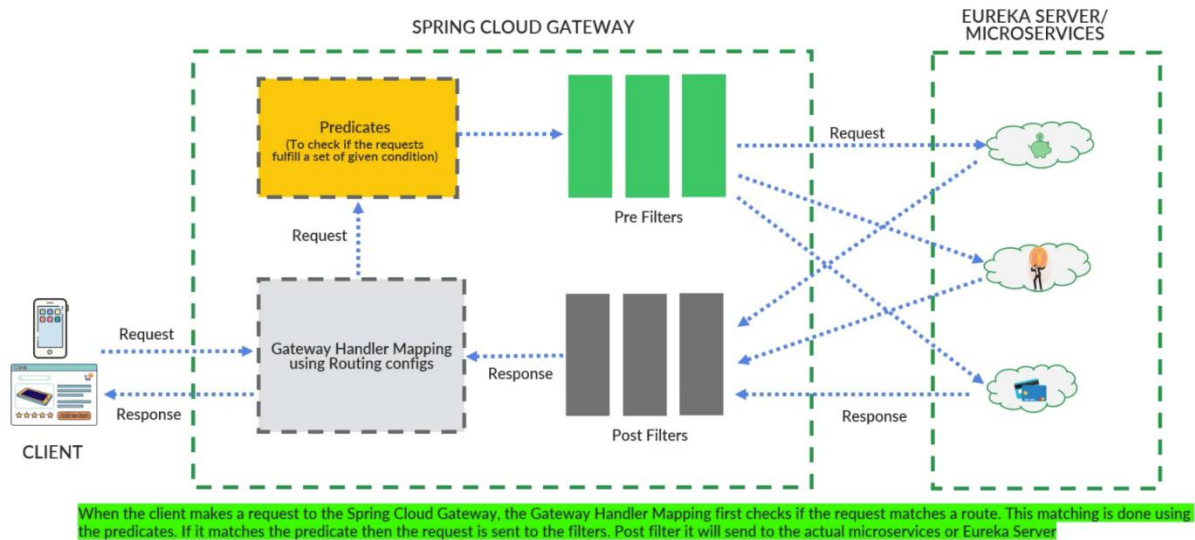 SPRING CLOUD GATEWAY
EUREKA SERVER/
MICROSERVICES
Predicates
(To check if the requests
fulfill a set of given condition)
Request
Pre Filters
Request
Request
Gateway Handler Mapping
using Routing configs
Response
Response
Post Filters
Response
CLIENT
When the client makes a request to the Spring Cloud Gateway, the Gateway Handler Mapping first checks if the request matches a route. This matching is done using
the predicates. If it matches the predicate then the request is sent to the filters. Post filter it will send to the actual microservices or Eureka Server